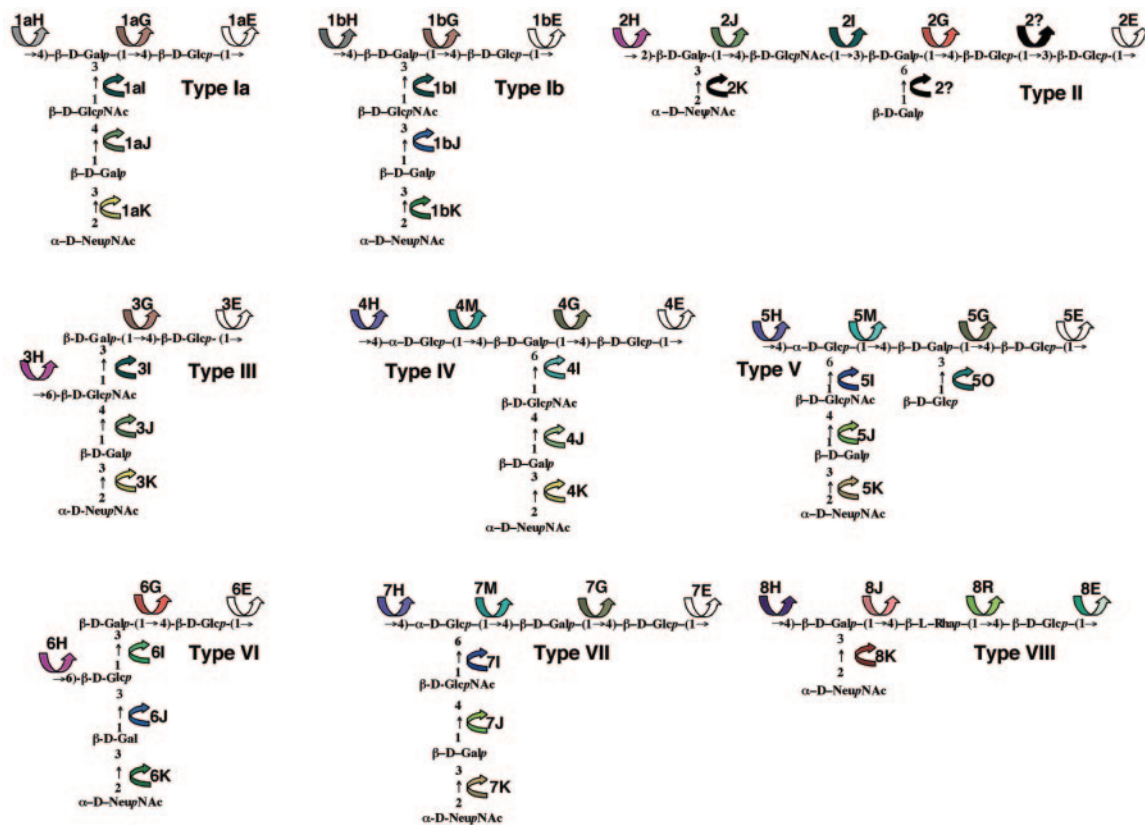 1aH 1aG 1aE
→4)-β-D-Galp-(1→4)-β-D-Glcp-(1→
3
↑
1
1aI
Type Ia
β-D-GlcpNAc
4
↑
1
1aJ
β-D-Galp
3
↑
2
1aK
α-D-NeupNAc
1bH 1bG 1bE
→4)-β-D-Galp-(1→4)-β-D-Glcp-(1→
3
↑
1
1bI
Type Ib
β-D-GlcpNAc
3
↑
1
1bJ
β-D-Galp
3
↑
2
1bK
α-D-NeupNAc
2H 2J 2I 2G 2? 2E
→2)-β-D-Galp-(1→4)-β-D-GlcpNAc-(1→3)-β-D-Galp-(1→4)-β-D-Glcp-(1→3)-β-D-Glcp-(1→
3
↑
2
2K
α-D-NeupNAc
6
↑
1
2?
β-D-Galp
Type II
3G 3E
β-D-Galp-(1→4)-β-D-Glcp-(1→
3
↑
1
3I
Type III
3H
→6)-β-D-GlcpNAc
4
↑
1
3J
β-D-Galp
3
↑
2
3K
α-D-NeupNAc
4H 4M 4G 4E
→4)-α-D-Glcp-(1→4)-β-D-Galp-(1→4)-β-D-Glcp-(1→
6
↑
1
4I
Type IV
β-D-GlcpNAc
4
↑
1
4J
β-D-Galp
3
↑
2
4K
α-D-NeupNAc
5H 5M 5G 5E
→4)-α-D-Glcp-(1→4)-β-D-Galp-(1→4)-β-D-Glcp-(1→
Type V
6
↑
1
5I
β-D-GlcpNAc
3
↑
1
5O
β-D-Glcp
4
↑
1
5J
β-D-Galp
3
↑
2
5K
α-D-NeupNAc
6G 6E
β-D-Galp-(1→4)-β-D-Glcp-(1→
3
↑
1
6I
Type VI
6H
→6)-β-D-Glcp
3
↑
1
6J
β-D-Gal
3
↑
2
6K
α-D-NeupNAc
7H 7M 7G 7E
→4)-α-D-Glcp-(1→4)-β-D-Galp-(1→4)-β-D-Glcp-(1→
6
↑
1
7I
Type VII
β-D-GlcpNAc
4
↑
1
7J
β-D-Galp
3
↑
2
7K
α-D-NeupNAc
8H 8J 8R 8E
→4)-β-D-Galp-(1→4)-β-L-Rhap-(1→4)-β-D-Glcp-(1→
3
↑
2
8K
Type VIII
α-D-NeupNAc